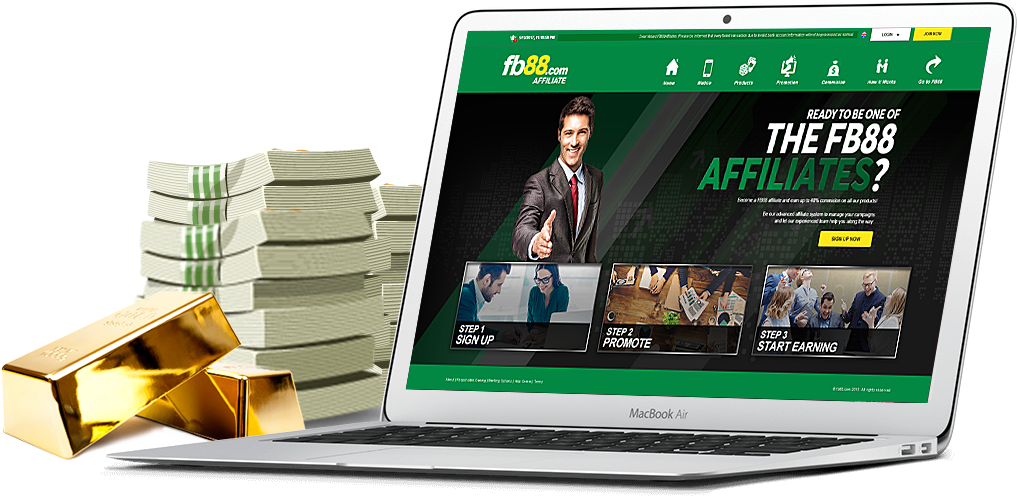 LOGIN
JOIN NOW
fb88.com
AFFILIATE
Home
Mobile
Products
Promotion
Commission
How It Works
Go To FB88
READY TO BE ONE OF
THE FB88
AFFILIATES?
Become a FB88 affiliate and earn up to 40% commission on all our products!
Be our advanced affiliate system to manage your campaigns
and let our experienced team help you along the way.
SIGN UP NOW
STEP 1
SIGN UP
STEP 2
PROMOTE
STEP 3
START EARNING
MacBook Air